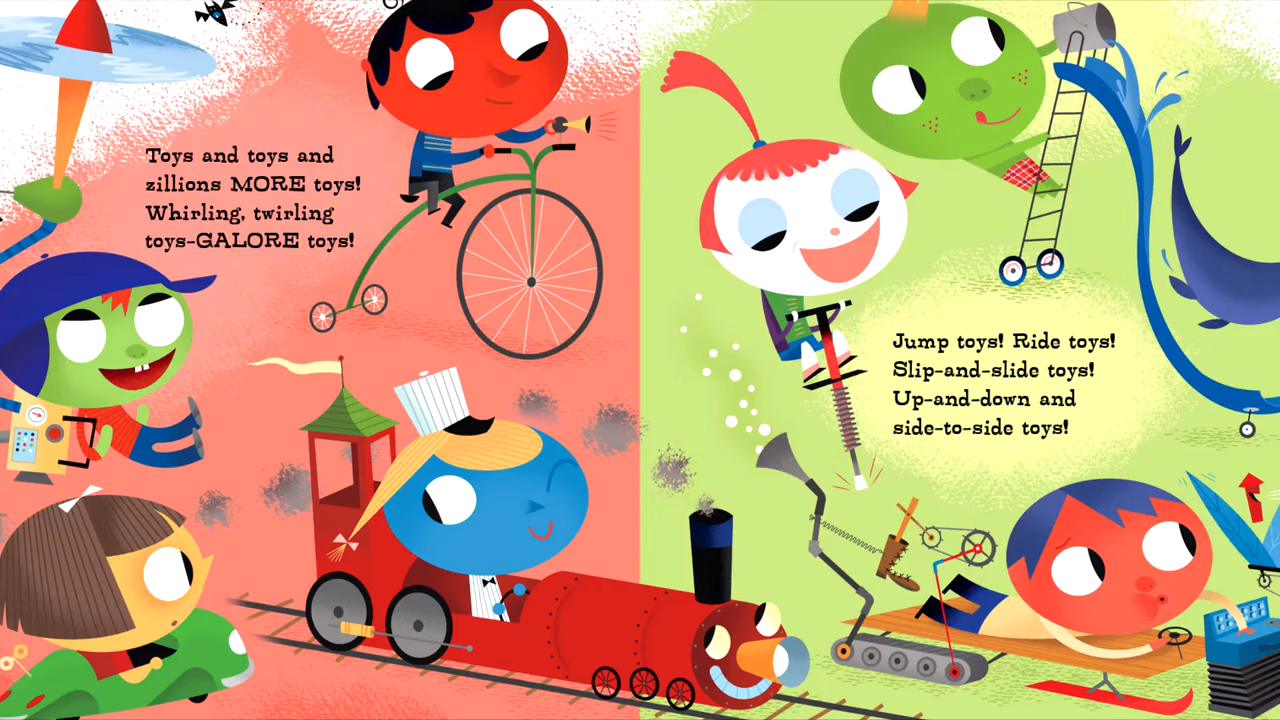 Toys and toys and
zillions MORE toys!
Whirling, twirling
toys-GALORE toys!
Jump toys! Ride toys!
Slip-and-slide toys!
Up-and-down and
side-to-side toys!